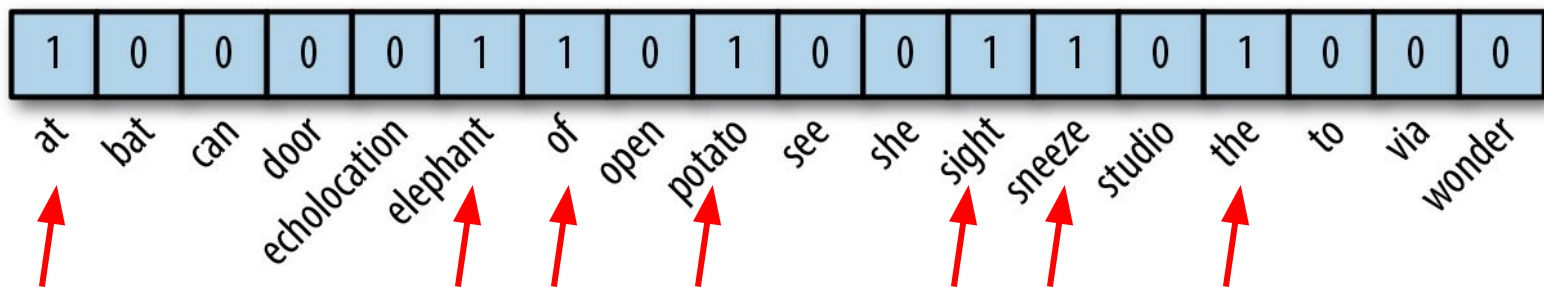 1 0 0 0 0 1 1 0 1 0 0 1 1 0 1 0 0 0
at bat can door echolocation elephant of open potato see she sight sneeze studio the to via wonder